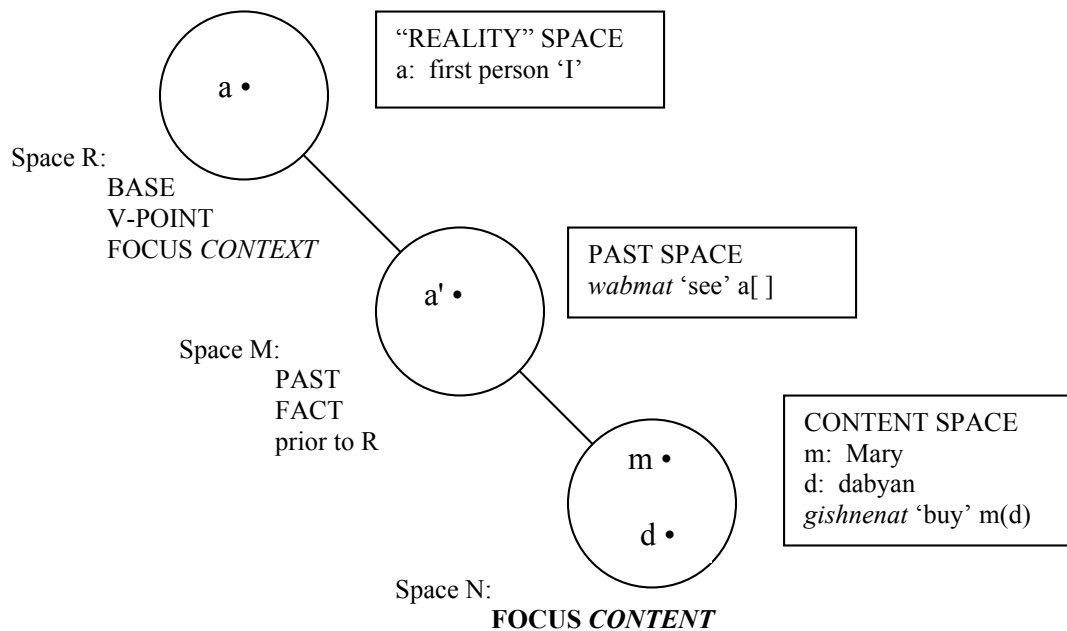 a •
“REALITY” SPACE
a:  first person ‘I’
Space R:
BASE
V-POINT
FOCUS CONTEXT
a' •
PAST SPACE
wabmat ‘see’ a[ ]
Space M:
PAST
FACT
prior to R
m •
d •
CONTENT SPACE
m:  Mary
d:  dabyan
gishnenat ‘buy’ m(d)
Space N:
FOCUS CONTENT